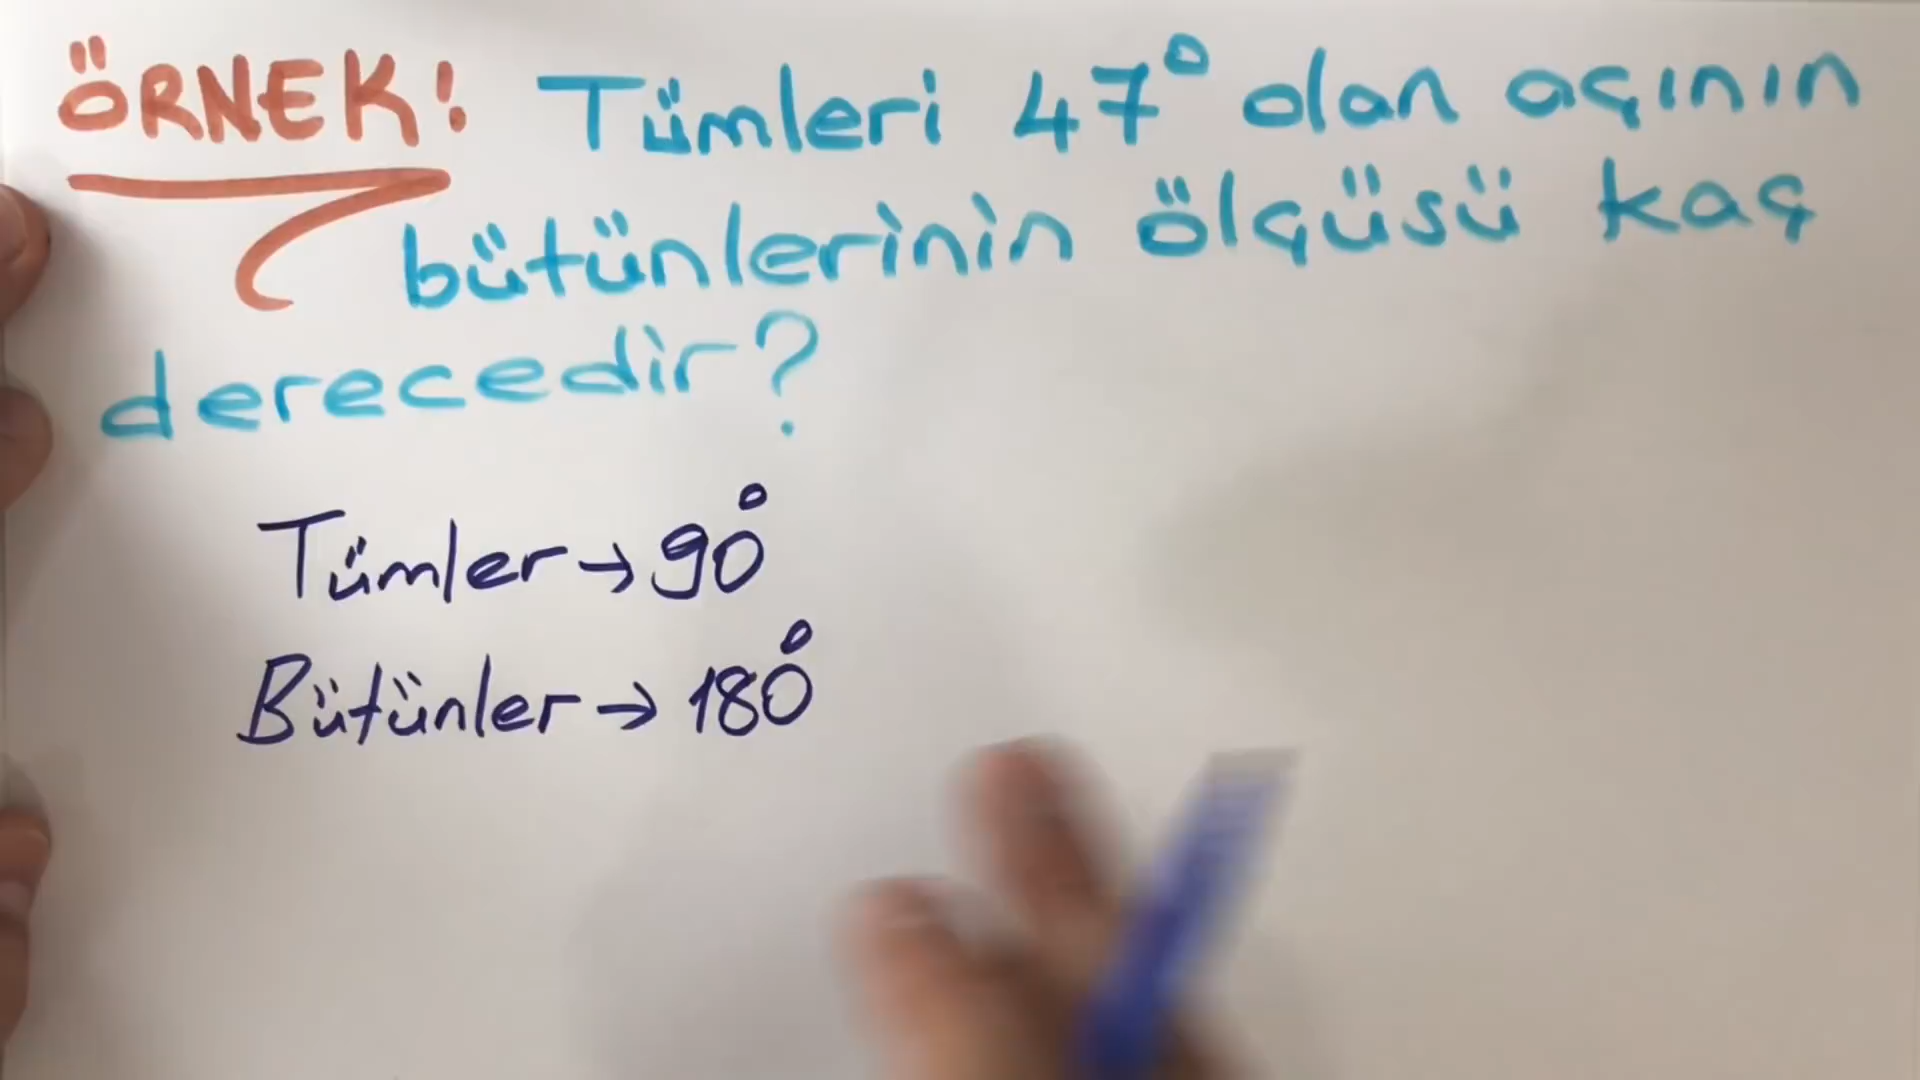 ÖRNEK! Tümleri 47° olan açının
bütünlerinin ölçüsü kaç
derecedir?
Tümler → 90°
Bütünler → 180°